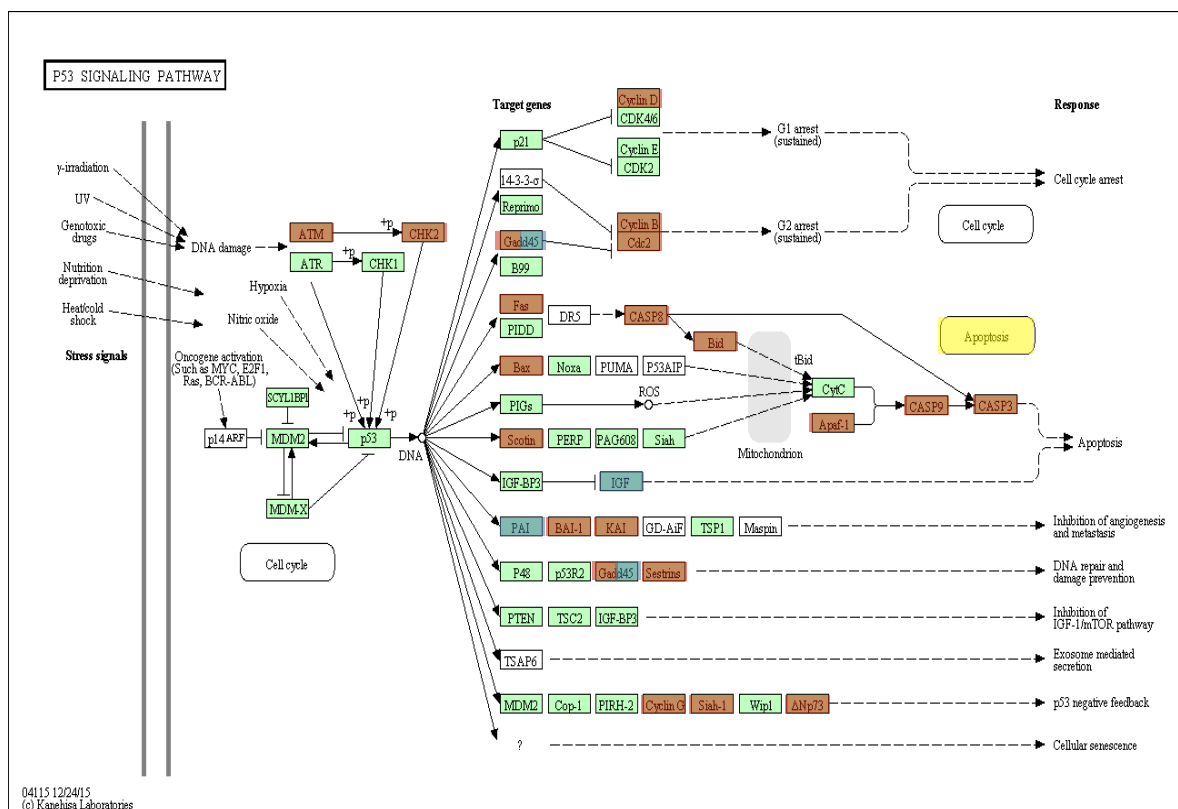 P53 SIGNALING PATHWAY
Target genes
Response
Cyclin D
CDK4/6
p21
G1 arrest
(sustained)
Cyclin E
CDK2
γ-irradiation
14-3-3-σ
Cell cycle arrest
UV
Reprimo
Genotoxic
drugs
+p
Cyclin B
G2 arrest
(sustained)
Cell cycle
DNA damage
ATM
CHK2
Gadd45
Cdc2
+p
ATR
CHK1
B99
Nutrition
deprivation
Hypoxia
Heat/cold
shock
Nitric oxide
Fas
PIDD
DR5
CASP8
Bid
Apoptosis
Stress signals
Oncogene activation
(Such as MYC, E2F1,
Ras, BCR-ABL)
Bax
Noxa
PUMA
P53AIP
tBid
CytC
SCYL1BP1
ROS
PIGs
CASP9
CASP3
+p
+p
+p
Apaf-1
p14 ARF
MDM2
p53
DNA
Scotin
PERP
PAG608
Siah
Mitochondrion
Apoptosis
IGF-BP3
IGF
MDM-X
PAI
BAI-1
KAI
GD-AiF
TSP1
Maspin
Inhibition of angiogenesis
and metastasis
Cell cycle
P48
p53R2
Gadd45
Sestrins
DNA repair and
damage prevention
PTEN
TSC2
IGF-BP3
Inhibition of
IGF-1/mTOR pathway
TSAP6
Exosome mediated
secretion
MDM2
Cop-1
PIRH-2
Cyclin G
Siah-1
Wip1
ΔNp73
p53 negative feedback
?
Cellular senescence
04115 12/24/15
(c) Kanehisa Laboratories